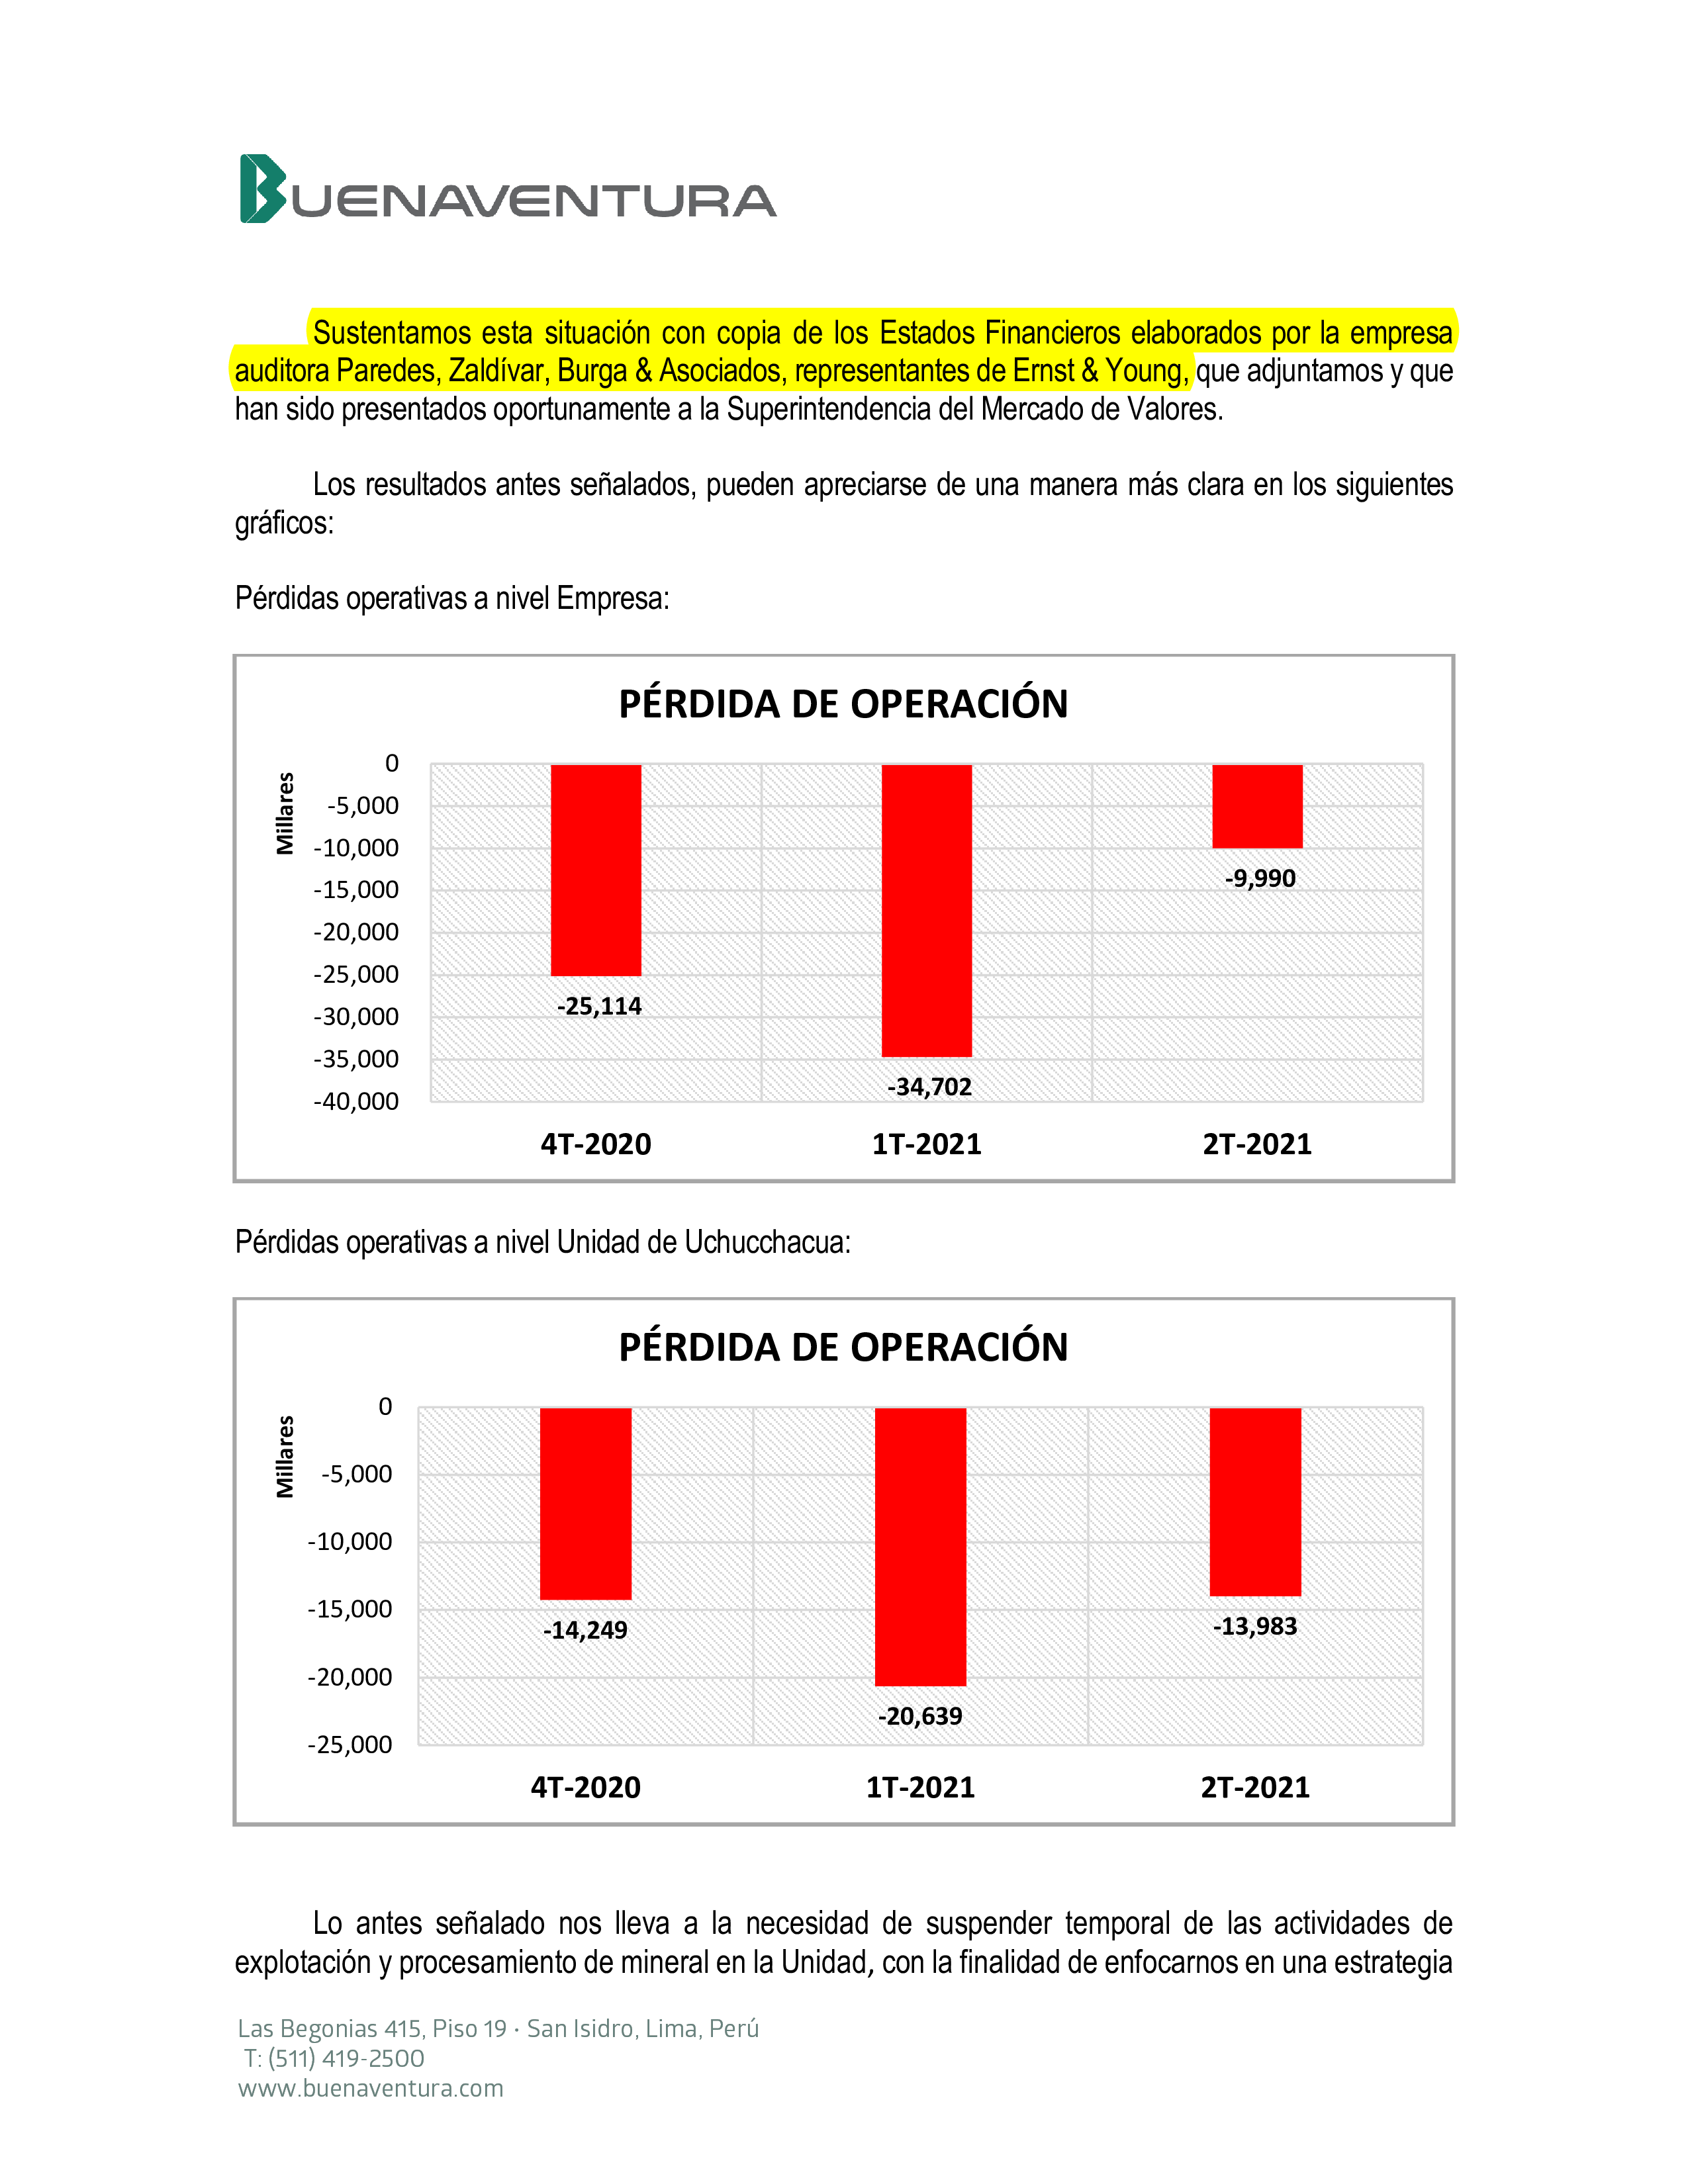 BUENAVENTURA
Sustentamos esta situación con copia de los Estados Financieros elaborados por la empresa
auditora Paredes, Zaldívar, Burga & Asociados, representantes de Ernst & Young, que adjuntamos y que
han sido presentados oportunamente a la Superintendencia del Mercado de Valores.
Los resultados antes señalados, pueden apreciarse de una manera más clara en los siguientes
gráficos:
Pérdidas operativas a nivel Empresa:
PÉRDIDA DE OPERACIÓN
Millares
0
-5,000
-10,000
-15,000
-20,000
-25,000
-30,000
-35,000
-40,000
-25,114
-34,702
-9,990
4T-2020
1T-2021
2T-2021
Pérdidas operativas a nivel Unidad de Uchucchacua:
PÉRDIDA DE OPERACIÓN
Millares
0
-5,000
-10,000
-15,000
-20,000
-25,000
-14,249
-20,639
-13,983
4T-2020
1T-2021
2T-2021
Lo antes señalado nos lleva a la necesidad de suspender temporal de las actividades de
explotación y procesamiento de mineral en la Unidad, con la finalidad de enfocarnos en una estrategia
Las Begonias 415, Piso 19 · San Isidro, Lima, Perú
T: (511) 419-2500
www.buenaventura.com